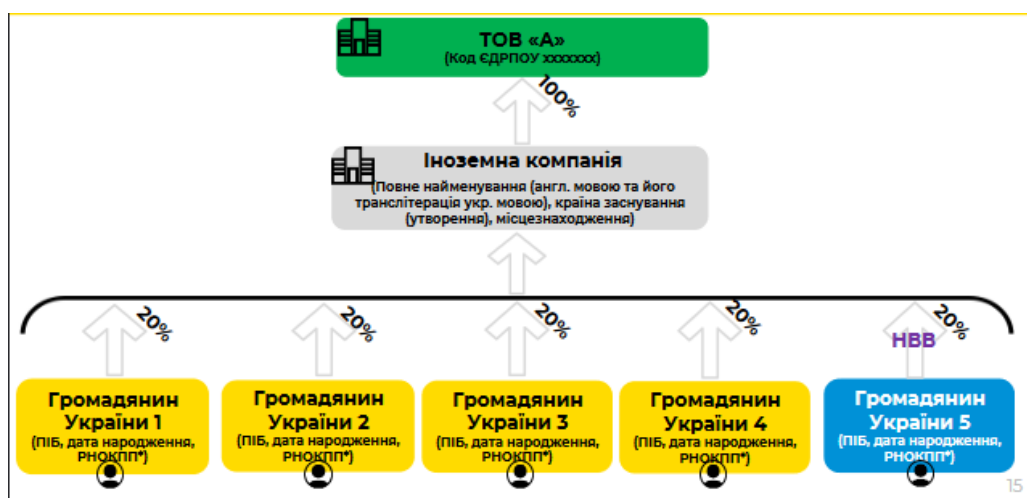 ТОВ «А»
(Код ЄДРПОУ xxxxxxx)
100%
Іноземна компанія
(Повне найменування (англ. мовою та його
транслітерація укр. мовою), країна заснування
(утворення), місцезнаходження)
20%
20%
20%
20%
20%
НВВ
Громадянин
України 1
(ПІБ, дата народження,
РНОКПП*)
Громадянин
України 2
(ПІБ, дата народження,
РНОКПП*)
Громадянин
України 3
(ПІБ, дата народження,
РНОКПП*)
Громадянин
України 4
(ПІБ, дата народження,
РНОКПП*)
Громадянин
України 5
(ПІБ, дата народження,
РНОКПП*)
15